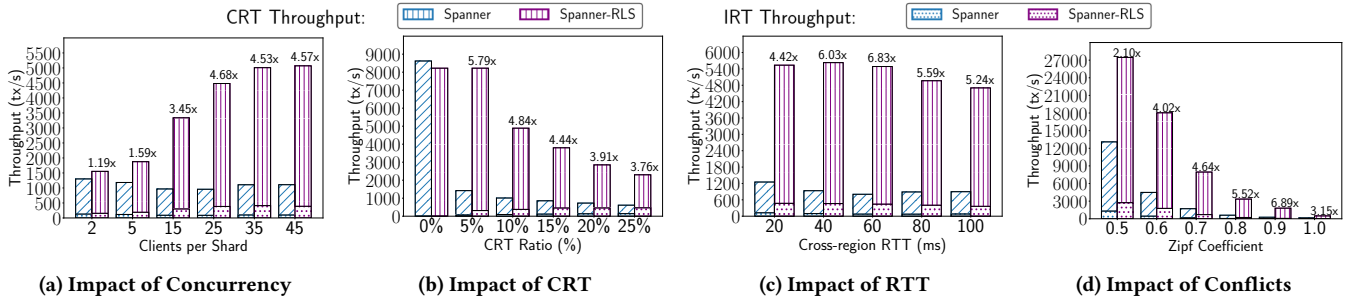 CRT Throughput: Spanner Spanner-RLS IRT Throughput: Spanner Spanner-RLS
Throughput (tx/s)
5500
5000
4500
4000
3500
3000
2500
2000
1500
1000
500
0
1.19x 1.59x 3.45x 4.68x 4.53x 4.57x
2 5 15 25 35 45
Clients per Shard
(a) Impact of Concurrency
Throughput (tx/s)
9000
8000
7000
6000
5000
4000
3000
2000
1000
0
5.79x 4.84x 4.44x 3.91x 3.76x
0% 5% 10% 15% 20% 25%
CRT Ratio (%)
(b) Impact of CRT
Throughput (tx/s)
6000
5400
4800
4200
3600
3000
2400
1800
1200
600
0
4.42x 6.03x 6.83x 5.59x 5.24x
20 40 60 80 100
Cross-region RTT (ms)
(c) Impact of RTT
Throughput (tx/s)
27000
24000
21000
18000
15000
12000
9000
6000
3000
0
2.10x 4.02x 4.64x 5.52x 6.89x 3.15x
0.5 0.6 0.7 0.8 0.9 1.0
Zipf Coefficient
(d) Impact of Conflicts